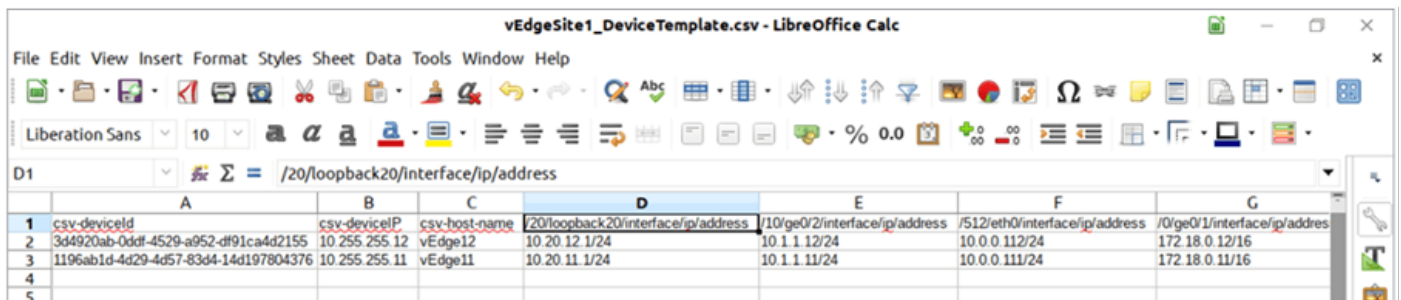 vEdgeSite1_DeviceTemplate.csv - LibreOffice Calc
File Edit View Insert Format Styles Sheet Data Tools Window Help
Abc Ω
Liberation Sans 10 a a a a % 0.0
D1 fx Σ = /20/loopback20/interface/ip/address
A B C D E F G
1 csv-deviceId csv-deviceIP csv-host-name /20/loopback20/interface/ip/address /10/ge0/2/interface/ip/address /512/eth0/interface/ip/address /0/ge0/1/interface/ip/addres
2 3d4920ab-0ddf-4529-a952-df91ca4d2155 10.255.255.12 vEdge12 10.20.12.1/24 10.1.1.12/24 10.0.0.112/24 172.18.0.12/16
3 1196ab1d-4d29-4d57-83d4-14d197804376 10.255.255.11 vEdge11 10.20.11.1/24 10.1.1.11/24 10.0.0.111/24 172.18.0.11/16
4
5